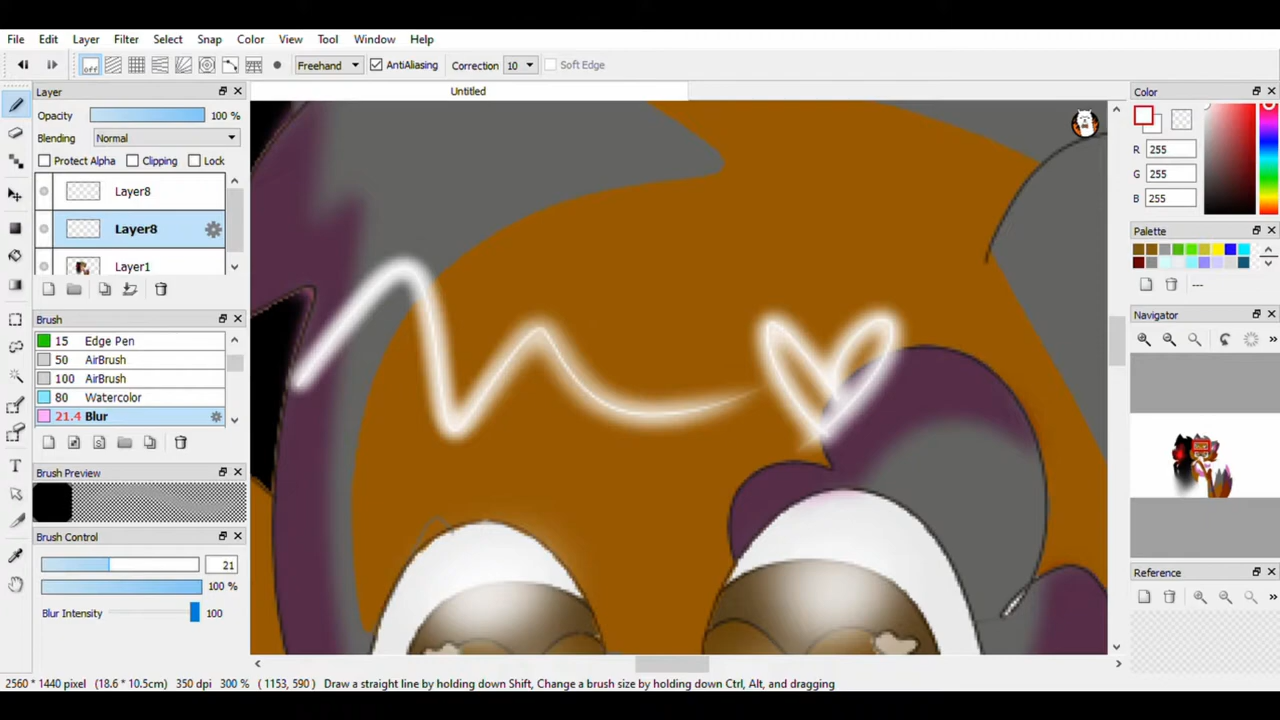 File Edit Layer Filter Select Snap Color View Tool Window Help
off Freehand AntiAliasing Correction 10 Soft Edge
Layer
Untitled
Color
Opacity 100 %
Blending Normal
Protect Alpha Clipping Lock
Layer8
Layer8
Layer1
R 255
G 255
B 255
Palette
---
Brush
15 Edge Pen
50 AirBrush
100 AirBrush
80 Watercolor
21.4 Blur
Navigator
»
Brush Preview
Brush Control
21
100 %
Blur Intensity 100
Reference
»
2560 * 1440 pixel (18.6 * 10.5cm) 350 dpi 300 % ( 1153, 590 ) Draw a straight line by holding down Shift, Change a brush size by holding down Ctrl, Alt, and dragging